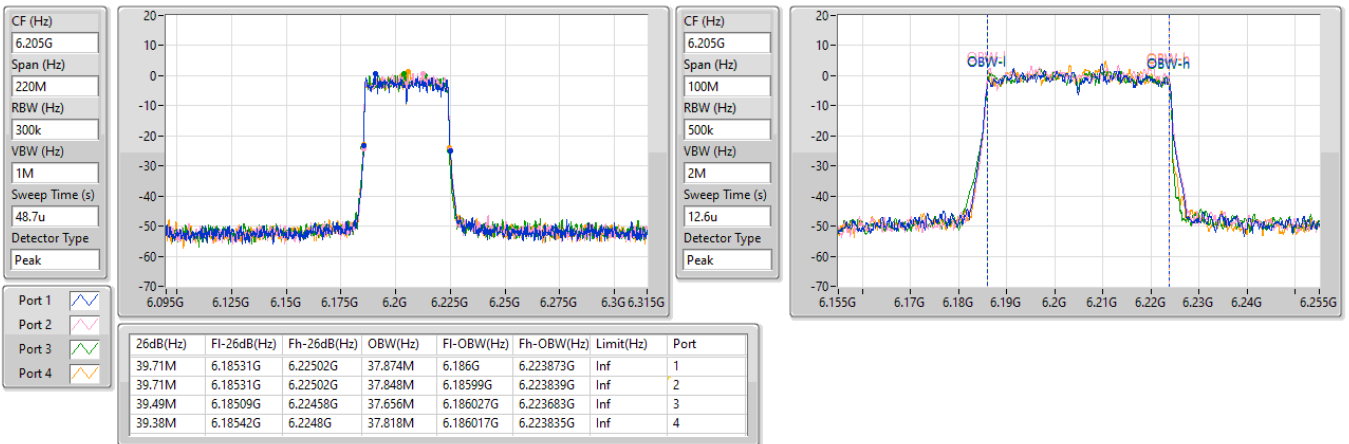 CF (Hz)
6.205G
Span (Hz)
220M
RBW (Hz)
300k
VBW (Hz)
1M
Sweep Time (s)
48.7u
Detector Type
Peak
20
10
0
-10
-20
-30
-40
-50
-60
-70
6.095G 6.125G 6.15G 6.175G 6.2G 6.225G 6.25G 6.275G 6.3G 6.315G
CF (Hz)
6.205G
Span (Hz)
100M
RBW (Hz)
500k
VBW (Hz)
2M
Sweep Time (s)
12.6u
Detector Type
Peak
20
10
0
-10
-20
-30
-40
-50
-60
-70
OBW-l OBW-h
6.155G 6.17G 6.18G 6.19G 6.2G 6.21G 6.22G 6.23G 6.24G 6.255G
Port 1
Port 2
Port 3
Port 4
26dB(Hz) Fl-26dB(Hz) Fh-26dB(Hz) OBW(Hz) Fl-OBW(Hz) Fh-OBW(Hz) Limit(Hz) Port
39.71M 6.18531G 6.22502G 37.874M 6.186G 6.223873G Inf 1
39.71M 6.18531G 6.22502G 37.848M 6.18599G 6.223839G Inf 2
39.49M 6.18509G 6.22458G 37.656M 6.186027G 6.223683G Inf 3
39.38M 6.18542G 6.2248G 37.818M 6.186017G 6.223835G Inf 4